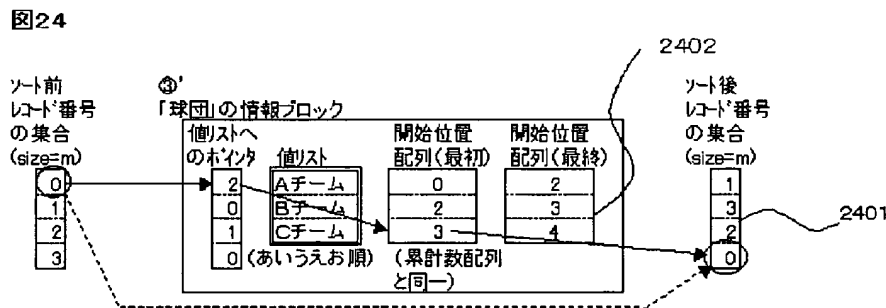 図24
2402
ソート前
レコード番号
の集合
(size=m)
0
1
2
3
③'
「球団」の情報ブロック
値リストへ
のポインタ
2
0
1
0
値リスト
Aチーム
Bチーム
Cチーム
(あいうえお順)
開始位置
配列(最初)
0
2
3
(累計数配列
と同一)
開始位置
配列(最終)
2
3
4
ソート後
レコード番号
の集合
(size=m)
1
3
2
0
2401